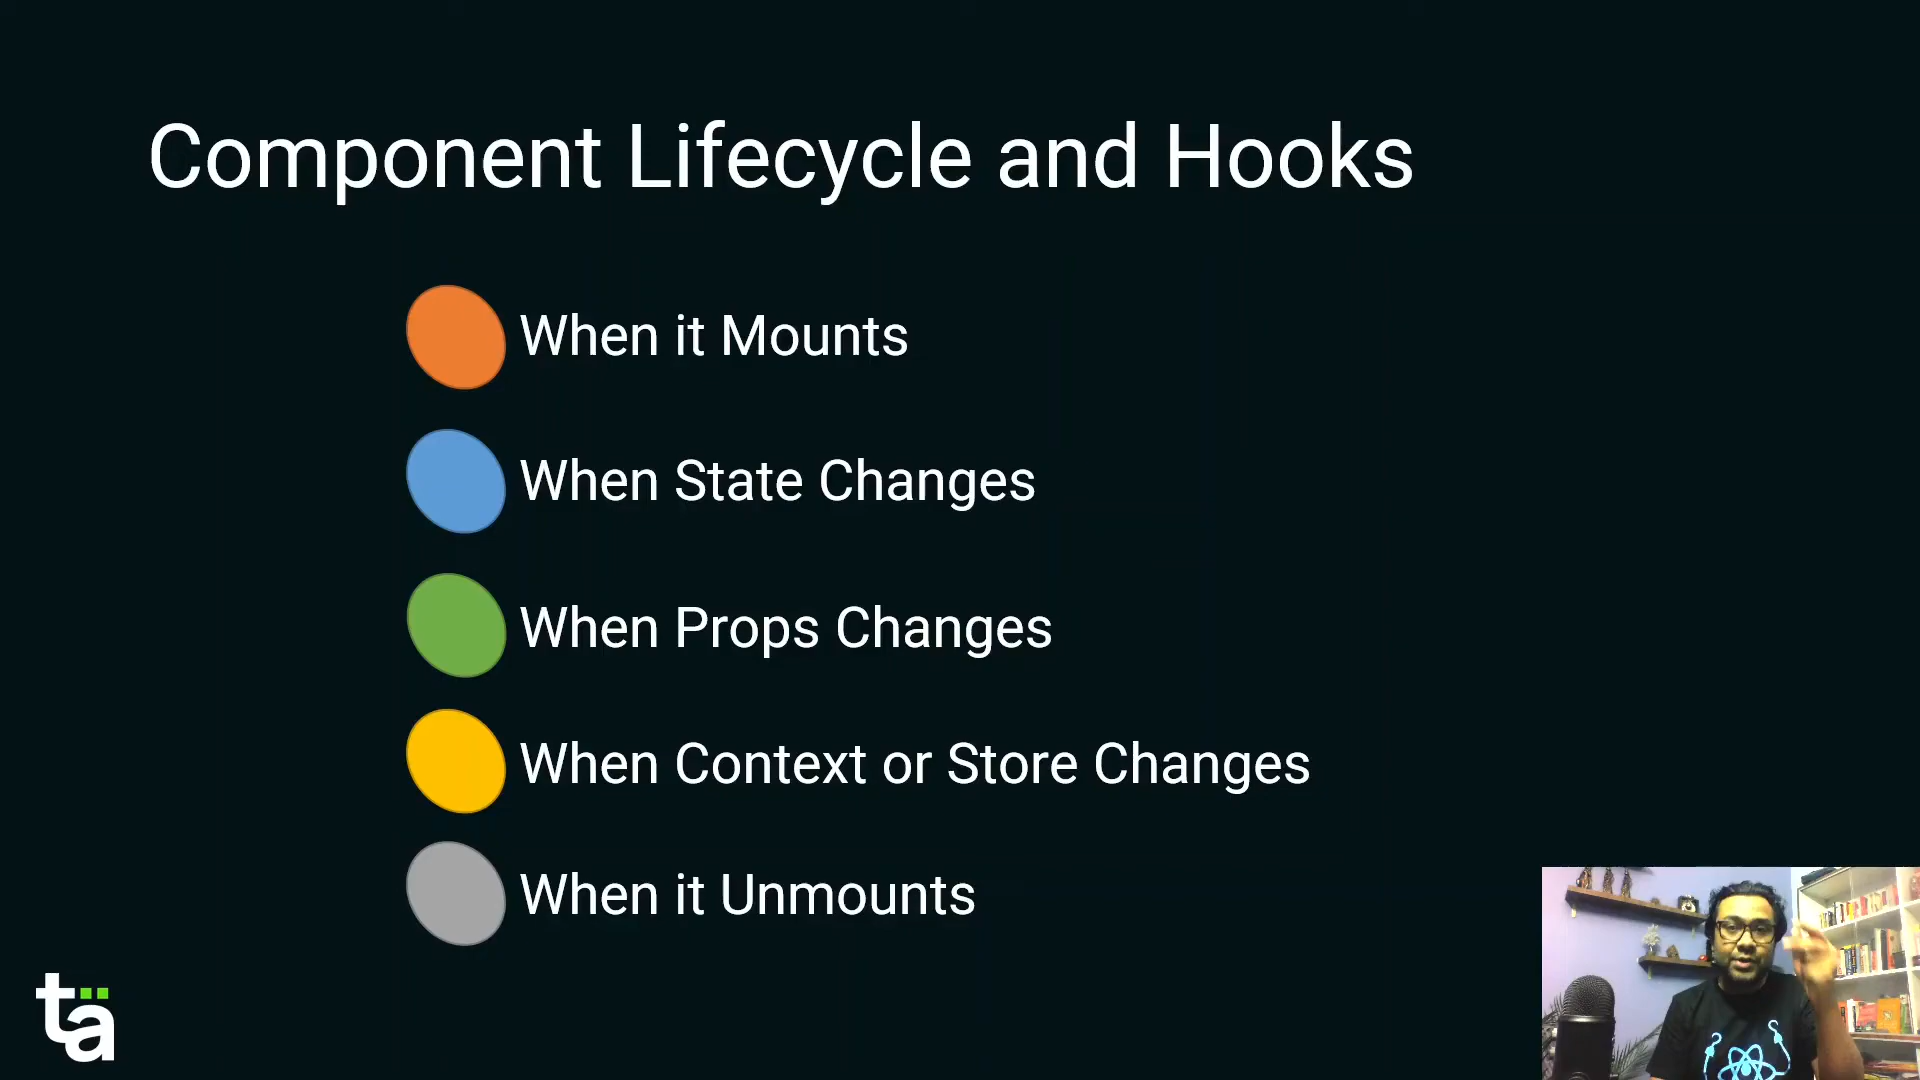 Component Lifecycle and Hooks
When it Mounts
When State Changes
When Props Changes
When Context or Store Changes
When it Unmounts
tä